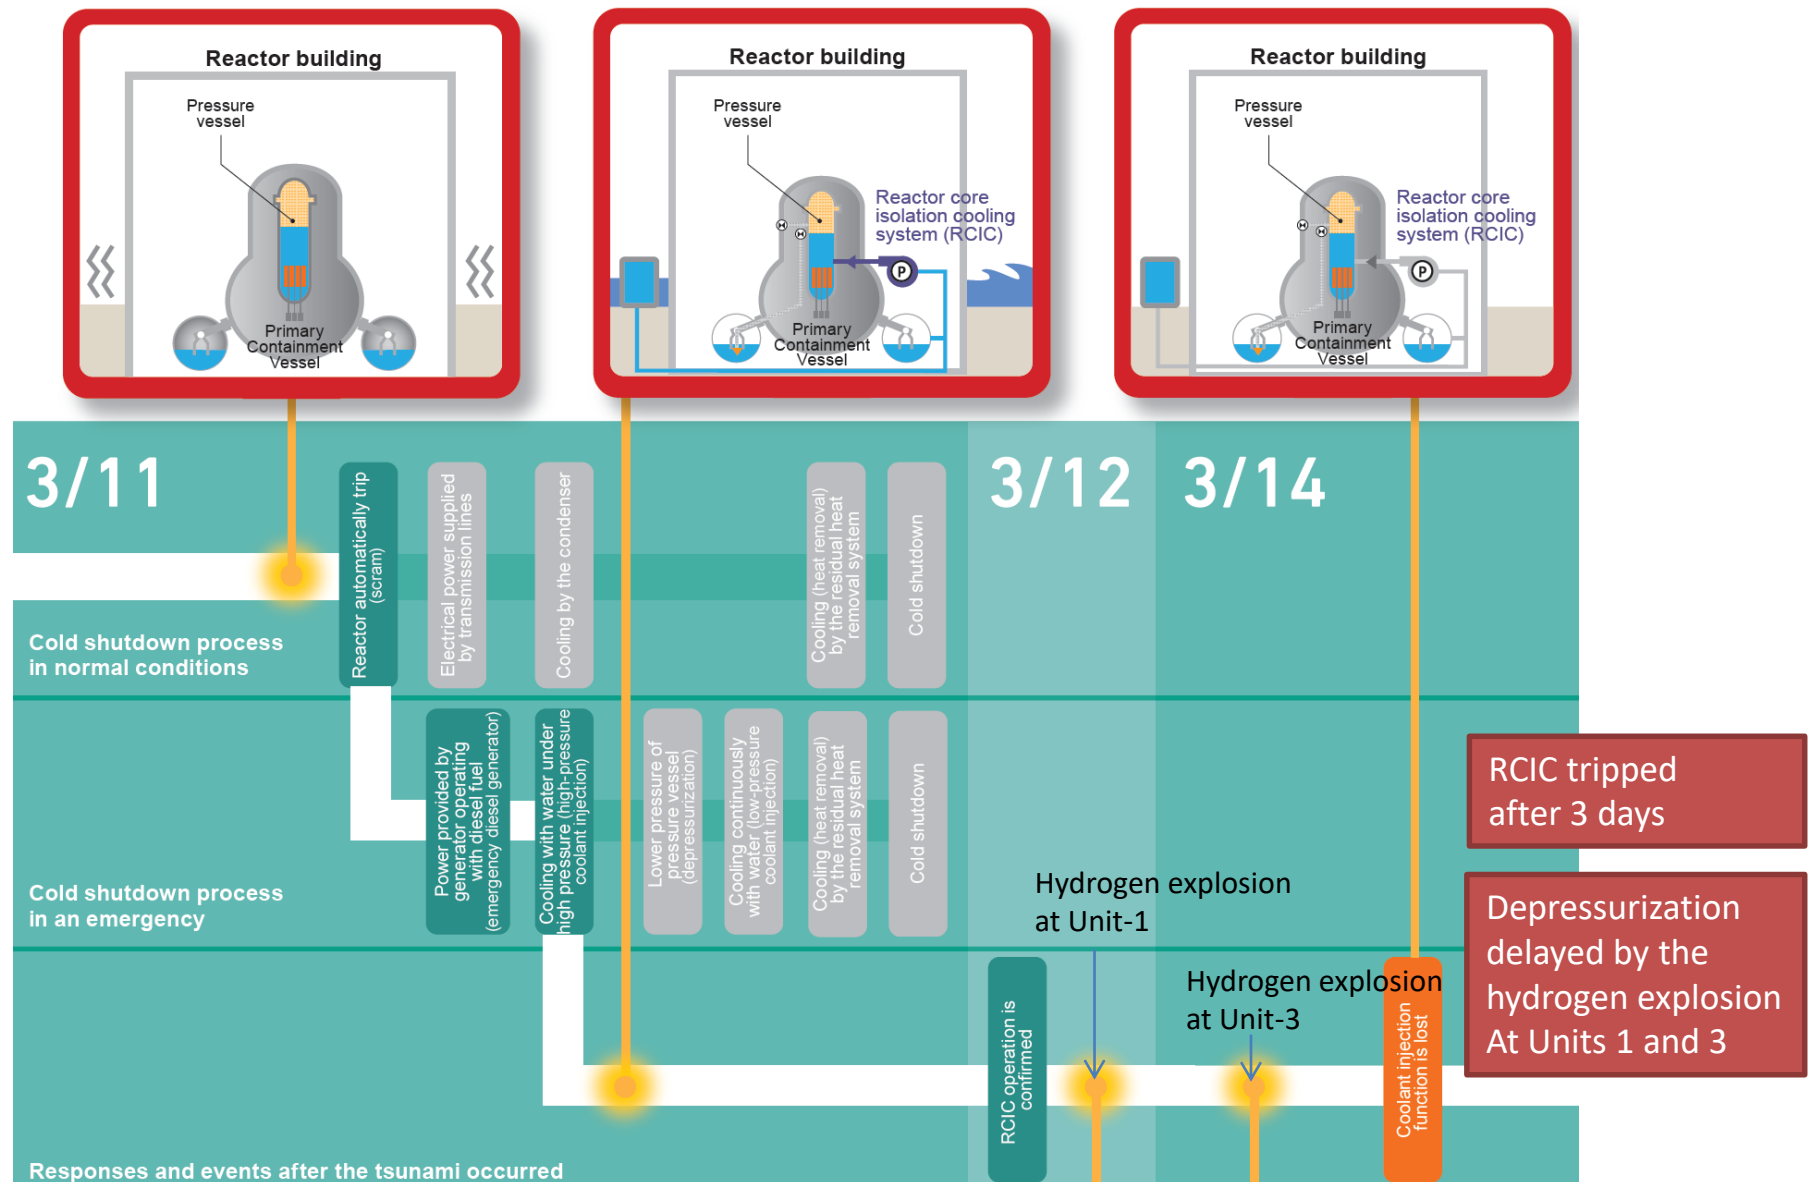 Reactor building
Pressure
vessel
Primary
Containment
Vessel
Reactor building
Pressure
vessel
Reactor core
isolation cooling
system (RCIC)
P
Primary
Containment
Vessel
Reactor building
Pressure
vessel
Reactor core
isolation cooling
system (RCIC)
P
Primary
Containment
Vessel
3/11
3/12
3/14
Reactor automatically trip
(scram)
Electrical power supplied
by transmission lines
Cooling by the condenser
Cooling (heat removal)
by the residual heat
removal system
Cold shutdown
Cold shutdown process
in normal conditions
Power provided by
generator operating
with diesel fuel
(emergency diesel generator)
Cooling with water under
high pressure (high-pressure
coolant injection)
Lower pressure of
pressure vessel
(depressurization)
Cooling continuously
with water (low-pressure
coolant injection)
Cooling (heat removal)
by the residual heat
removal system
Cold shutdown
Cold shutdown process
in an emergency
RCIC tripped
after 3 days
Hydrogen explosion
at Unit-1
Depressurization
delayed by the
hydrogen explosion
At Units 1 and 3
Hydrogen explosion
at Unit-3
RCIC operation is
confirmed
Coolant injection
function is lost
Responses and events after the tsunami occurred